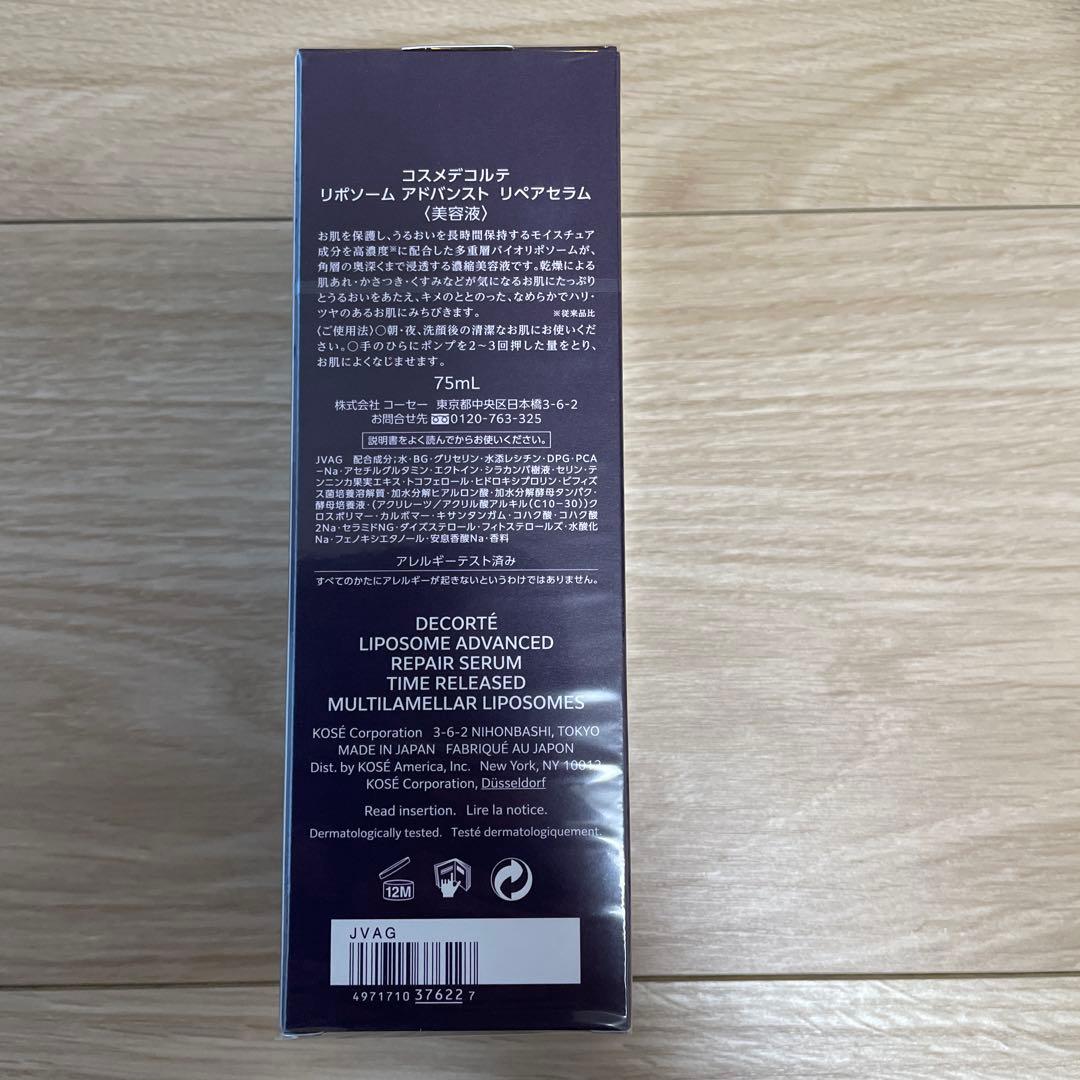 コスメデコルテ
リポソーム アドバンスト リペアセラム
〈美容液〉
お肌を保護し、うるおいを長時間保持するモイスチュア
成分を高濃度※に配合した多重層バイオリポソームが、
角層の奥深くまで浸透する濃縮美容液です。乾燥による
肌あれ・かさつき・くすみなどが気になるお肌にたっぷり
とうるおいをあたえ、キメのととのった、なめらかでハリ・
ツヤのあるお肌にみちびきます。 ※従来品比
〈ご使用法〉○朝・夜、洗顔後の清潔なお肌にお使いくだ
さい。○手のひらにポンプを2～3回押した量をとり、
お肌によくなじませます。
75mL
株式会社 コーセー 東京都中央区日本橋3-6-2
お問合せ先 0120-763-325
説明書をよく読んでからお使いください。
JVAG 配合成分；水・BG・グリセリン・水添レシチン・DPG・PCA
-Na・アセチルグルタミン・エクトイン・シラカンバ樹液・セリン・テ
ンニンカ果実エキス・トコフェロール・ヒドロキシプロリン・ビフィズ
ス菌培養溶解質・加水分解ヒアルロン酸・加水分解酵母タンパク・
酵母培養液・（アクリレーツ／アクリル酸アルキル（C10-30））ク
ロスポリマー・カルボマー・キサンタンガム・コハク酸・コハク酸
2Na・セラミドNG・ダイズステロール・フィトステロールズ・水酸化
Na・フェノキシエタノール・安息香酸Na・香料
アレルギーテスト済み
すべてのかたにアレルギーが起きないというわけではありません。
DECORTÉ
LIPOSOME ADVANCED
REPAIR SERUM
TIME RELEASED
MULTILAMELLAR LIPOSOMES
KOSÉ Corporation 3-6-2 NIHONBASHI, TOKYO
MADE IN JAPAN FABRIQUÉ AU JAPON
Dist. by KOSÉ America, Inc. New York, NY 10012
KOSÉ Corporation, Düsseldorf
Read insertion. Lire la notice.
Dermatologically tested. Testé dermatologiquement.
12M
JVAG
4971710 37622 7